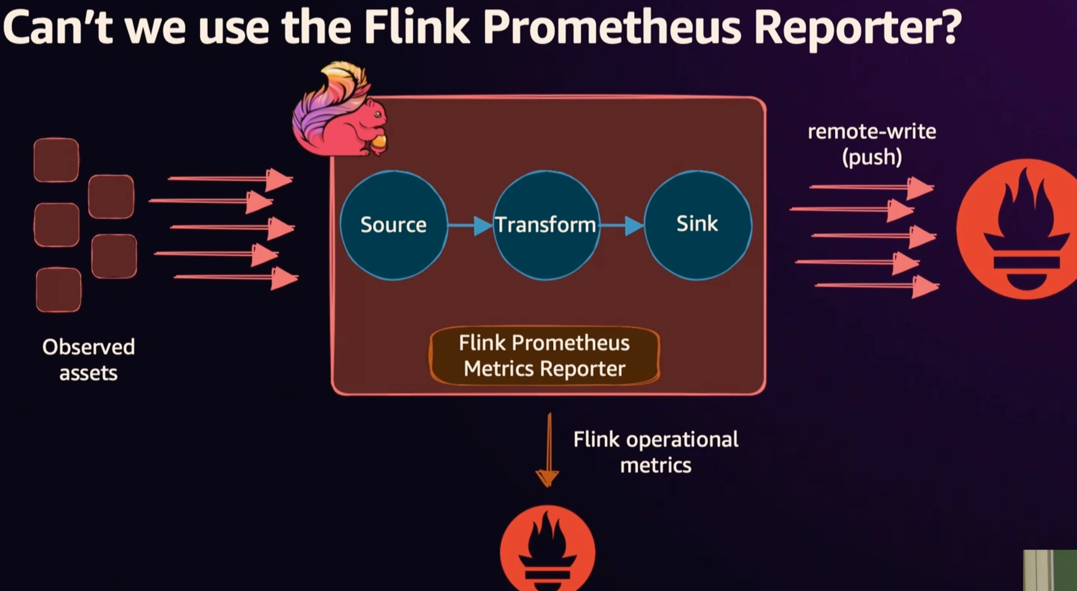 Can't we use the Flink Prometheus Reporter?
remote-write
(push)
Source
Transform
Sink
Observed
assets
Flink Prometheus
Metrics Reporter
Flink operational
metrics